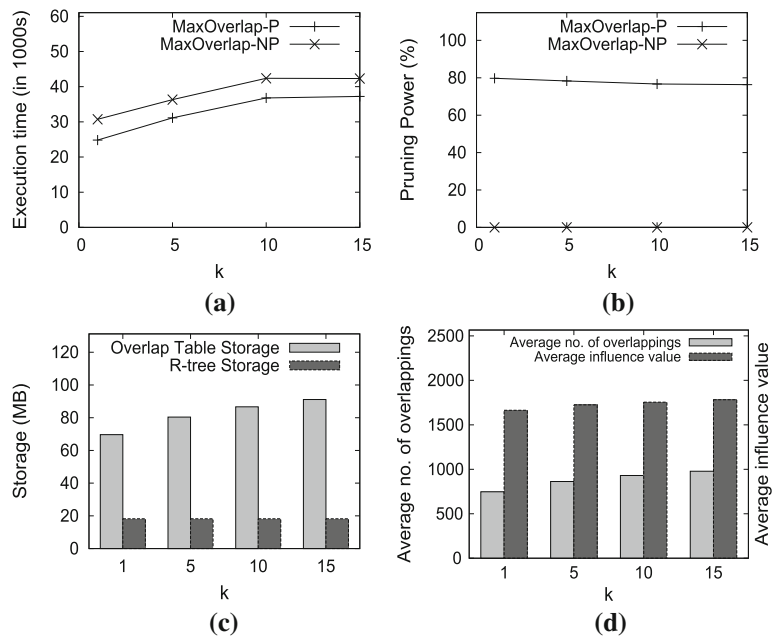 Execution time (in 1000s)
60
50
40
30
20
10
0
MaxOverlap-P
MaxOverlap-NP
0 5 10 15
k
(a)
Pruning Power (%)
100
80
60
40
20
0
MaxOverlap-P
MaxOverlap-NP
0 5 10 15
k
(b)
Storage (MB)
120
100
80
60
40
20
0
Overlap Table Storage
R-tree Storage
1 5 10 15
k
(c)
Average no. of overlappings
2500
2000
1500
1000
500
0
Average no. of overlappings
Average influence value
1 5 10 15
k
Average influence value
(d)